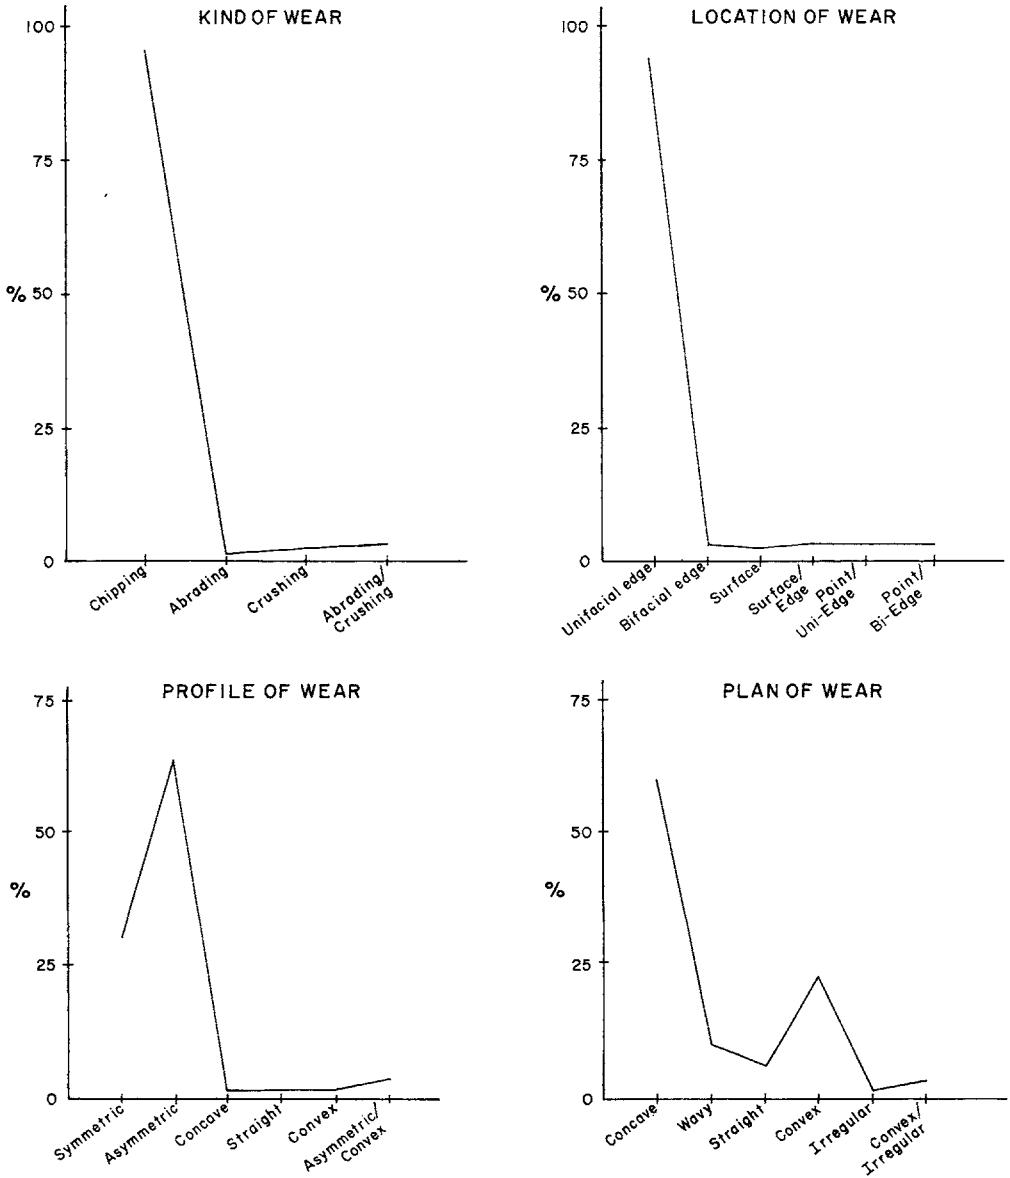 KIND OF WEAR
100
75
% 50
25
0
Chipping
Abrading
Crushing
Abrading/
Crushing
LOCATION OF WEAR
100
75
% 50
25
0
Unifacial edge
Bifacial edge
Surface
Surface/
Edge
Point/
Uni-Edge
Point/
Bi-Edge
PROFILE OF WEAR
75
50
%
25
0
Symmetric
Asymmetric
Concave
Straight
Convex
Asymmetric/
Convex
PLAN OF WEAR
75
50
%
25
0
Concave
Wavy
Straight
Convex
Irregular
Convex/
Irregular